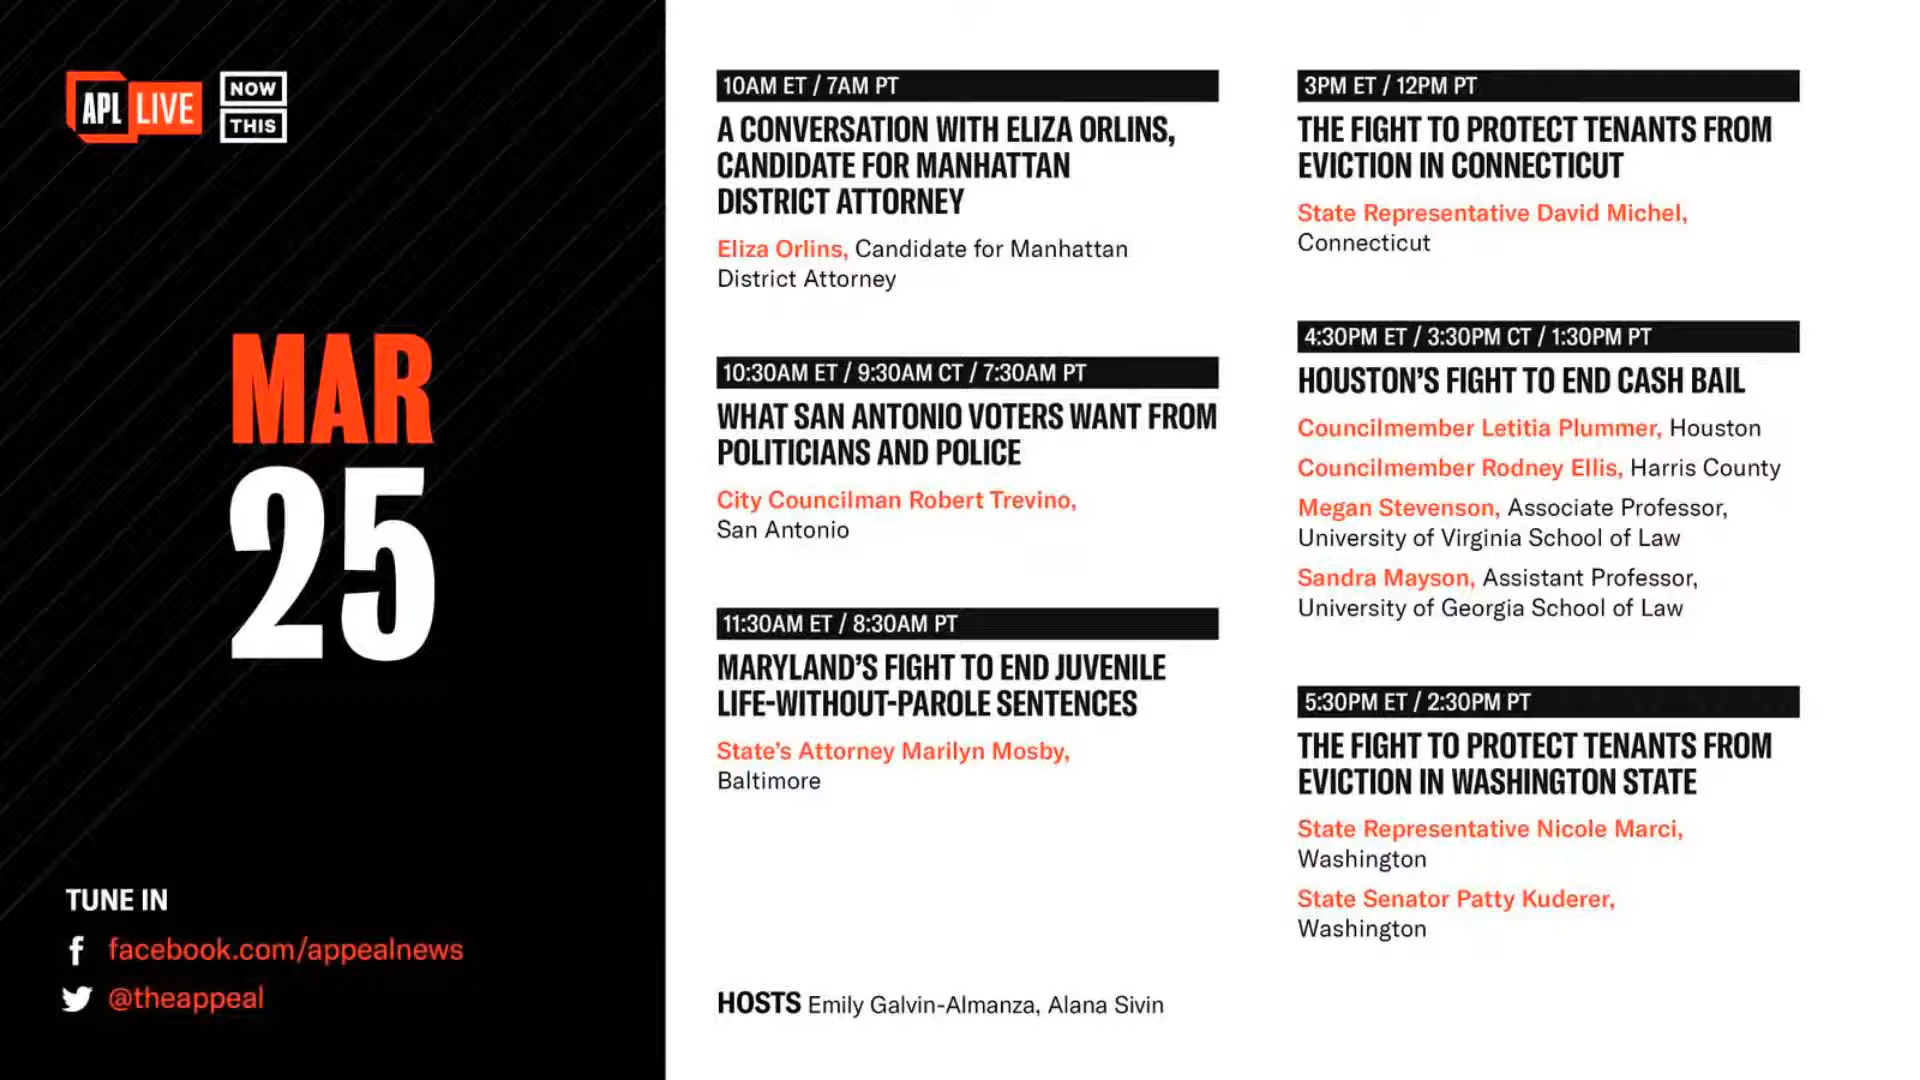 APL LIVE
NOW
THIS
MAR
25
TUNE IN
facebook.com/appealnews
@theappeal
10AM ET / 7AM PT
A CONVERSATION WITH ELIZA ORLINS,
CANDIDATE FOR MANHATTAN
DISTRICT ATTORNEY
Eliza Orlins, Candidate for Manhattan
District Attorney
10:30AM ET / 9:30AM CT / 7:30AM PT
WHAT SAN ANTONIO VOTERS WANT FROM
POLITICIANS AND POLICE
City Councilman Robert Trevino,
San Antonio
11:30AM ET / 8:30AM PT
MARYLAND'S FIGHT TO END JUVENILE
LIFE-WITHOUT-PAROLE SENTENCES
State's Attorney Marilyn Mosby,
Baltimore
3PM ET / 12PM PT
THE FIGHT TO PROTECT TENANTS FROM
EVICTION IN CONNECTICUT
State Representative David Michel,
Connecticut
4:30PM ET / 3:30PM CT / 1:30PM PT
HOUSTON'S FIGHT TO END CASH BAIL
Councilmember Letitia Plummer, Houston
Councilmember Rodney Ellis, Harris County
Megan Stevenson, Associate Professor,
University of Virginia School of Law
Sandra Mayson, Assistant Professor,
University of Georgia School of Law
5:30PM ET / 2:30PM PT
THE FIGHT TO PROTECT TENANTS FROM
EVICTION IN WASHINGTON STATE
State Representative Nicole Marci,
Washington
State Senator Patty Kuderer,
Washington
HOSTS Emily Galvin-Almanza, Alana Sivin